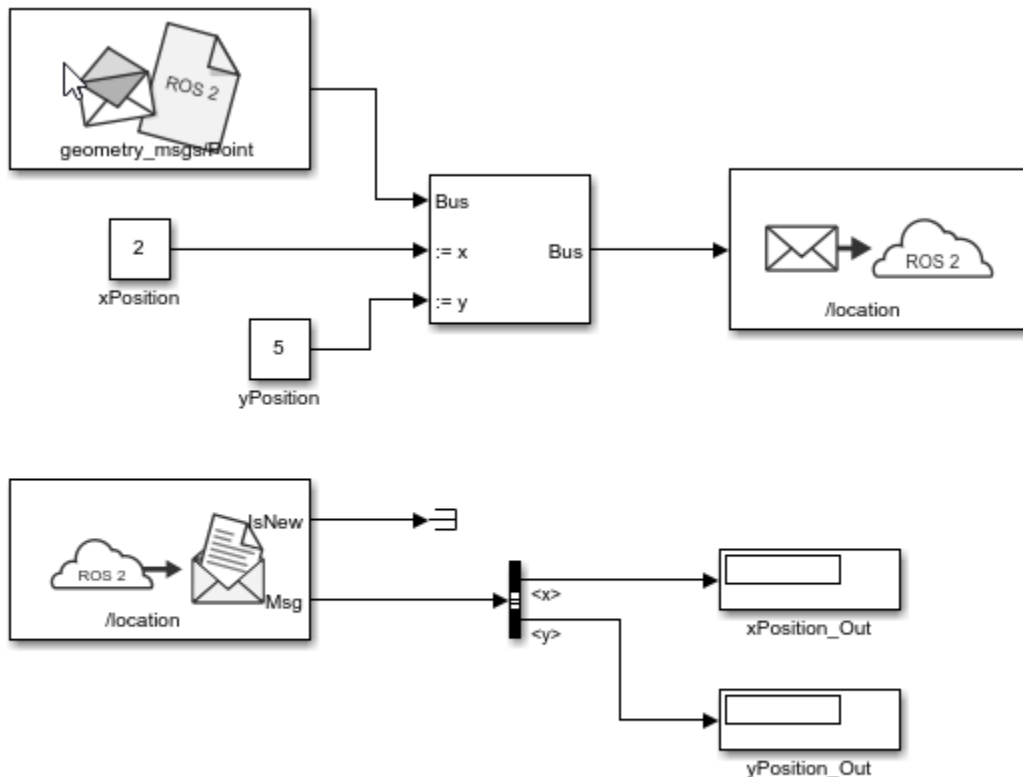 ROS 2
geometry_msgs/Point
2
xPosition
5
yPosition
Bus
:= x
:= y
Bus
ROS 2
/location
ROS 2
/location
IsNew
Msg
<x>
<y>
xPosition_Out
yPosition_Out